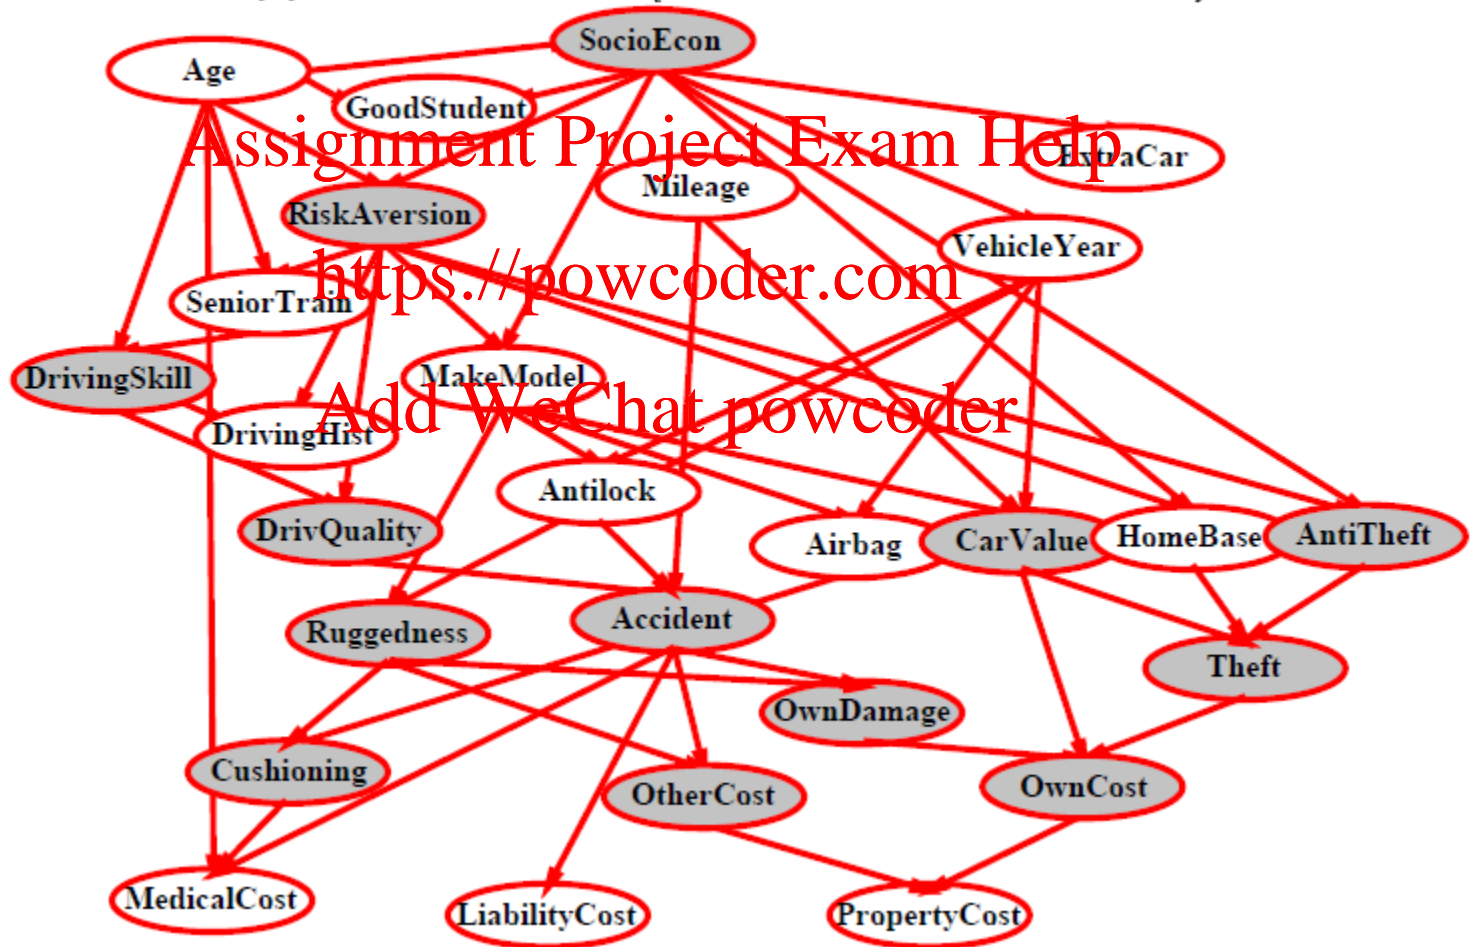 SocioEcon
Age
GoodStudent
Assignment Project Exam Help
ExtraCar
Mileage
RiskAversion
VehicleYear
https://powcoder.com
SeniorTrain
DrivingSkill
MakeModel
Add WeChat powcoder
DrivingHist
Antilock
DrivQuality
Airbag
CarValue
HomeBase
AntiTheft
Ruggedness
Accident
Theft
OwnDamage
Cushioning
OtherCost
OwnCost
MedicalCost
LiabilityCost
PropertyCost